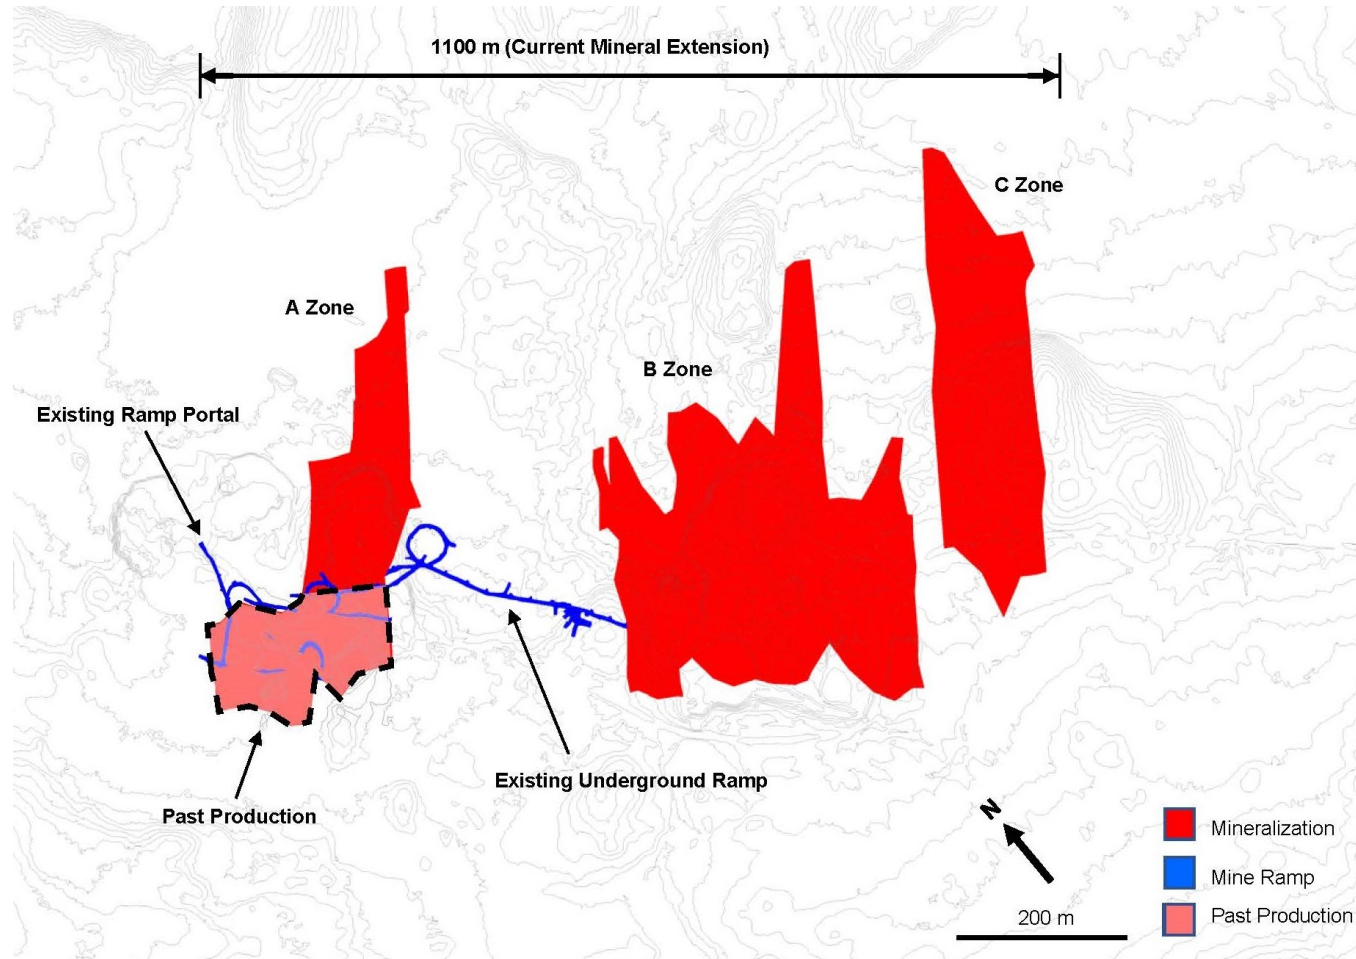 1100 m (Current Mineral Extension)
C Zone
A Zone
B Zone
Existing Ramp Portal
Existing Underground Ramp
Past Production
N
Mineralization
Mine Ramp
Past Production
200 m